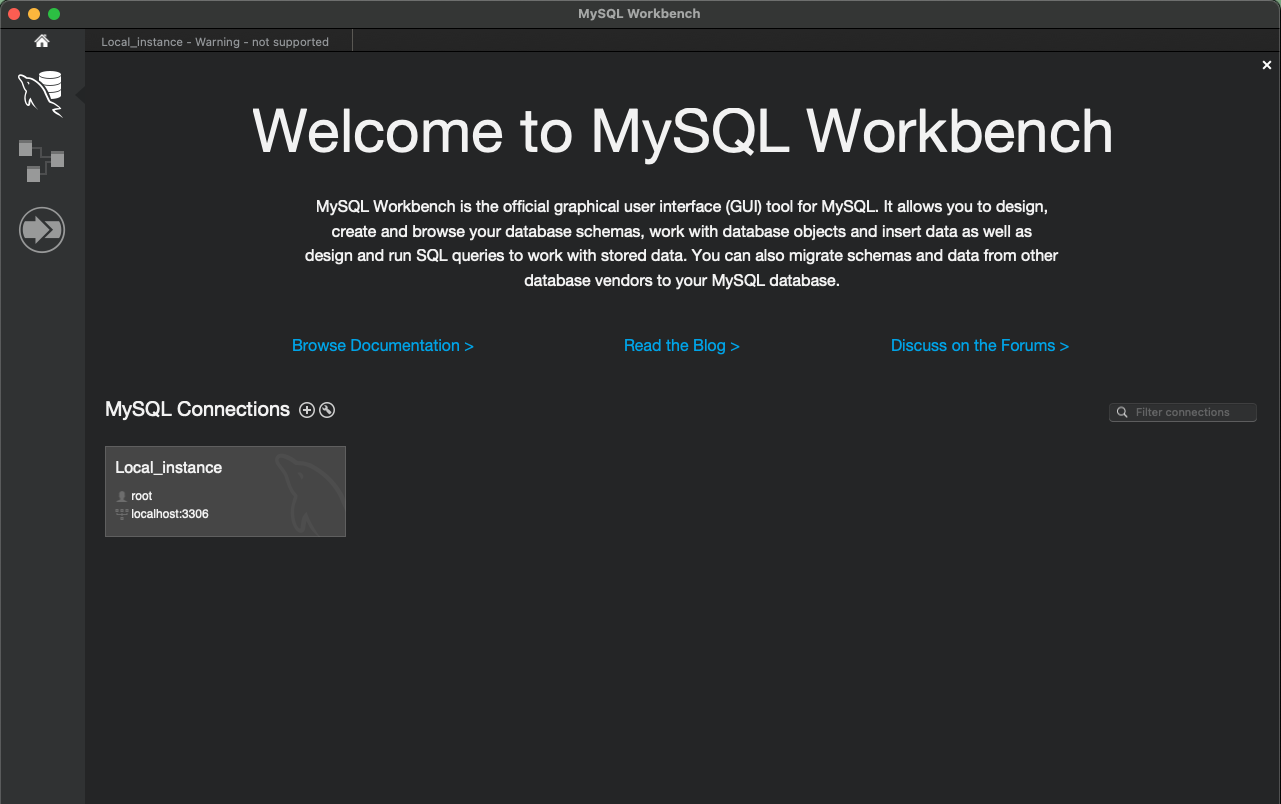 MySQL Workbench
Local_instance - Warning - not supported
Welcome to MySQL Workbench
MySQL Workbench is the official graphical user interface (GUI) tool for MySQL. It allows you to design,
create and browse your database schemas, work with database objects and insert data as well as
design and run SQL queries to work with stored data. You can also migrate schemas and data from other
database vendors to your MySQL database.
Browse Documentation >
Read the Blog >
Discuss on the Forums >
MySQL Connections
Filter connections
Local_instance
root
localhost:3306